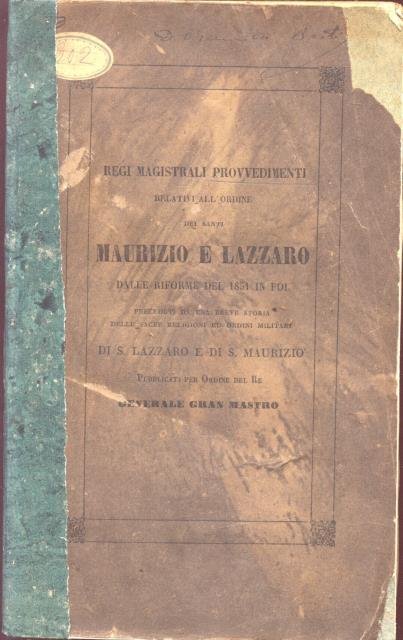 REGI MAGISTRALI PROVVEDIMENTI
RELATIVI ALL'ORDINE
DEI SANTI
MAURIZIO E LAZZARO
DALLE RIFORME DEL 1831 IN POI
PRECEDUTI DA UNA BREVE STORIA
DELLE SACRE RELIGIONI ED ORDINI MILITARI
DI S. LAZZARO E DI S. MAURIZIO
PUBBLICATI PER ORDINE DEL RE
GENERALE GRAN MASTRO